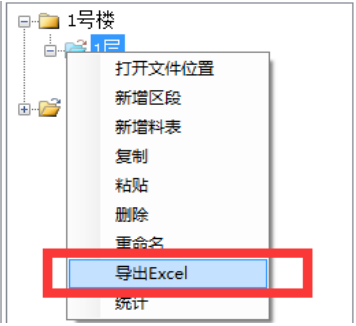 1号楼
1层
打开文件位置
新增区段
新增料表
复制
粘贴
删除
重命名
导出Excel
统计